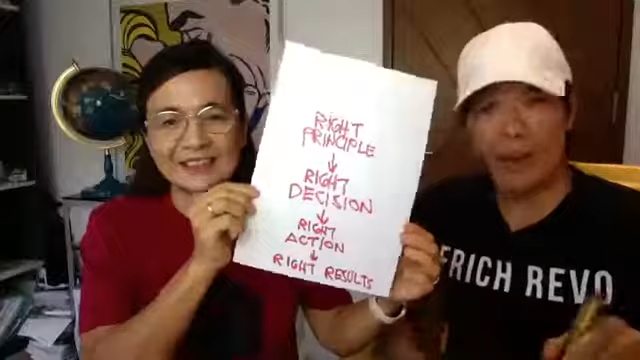 RIGHT
PRINCIPLE
↓
RIGHT
DECISION
↓
RIGHT
ACTION
↓
RIGHT RESULTS
ERICH REVO